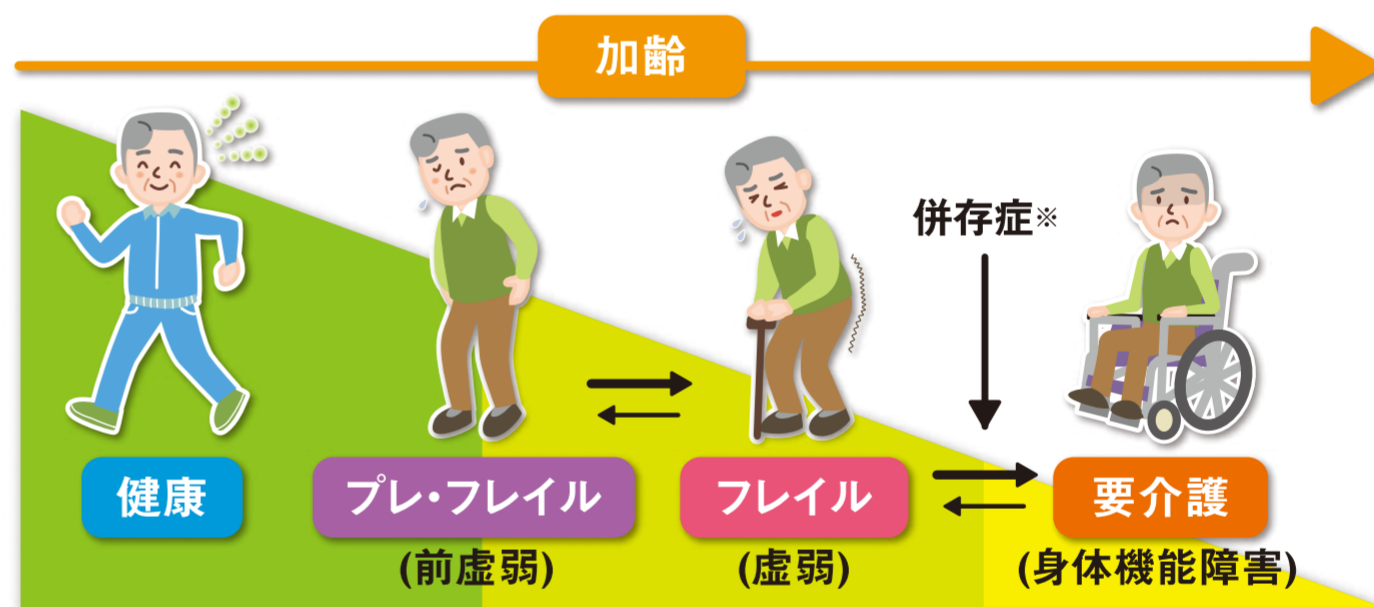 加齢
併存症※
健康
プレ・フレイル
(前虚弱)
フレイル
(虚弱)
要介護
(身体機能障害)